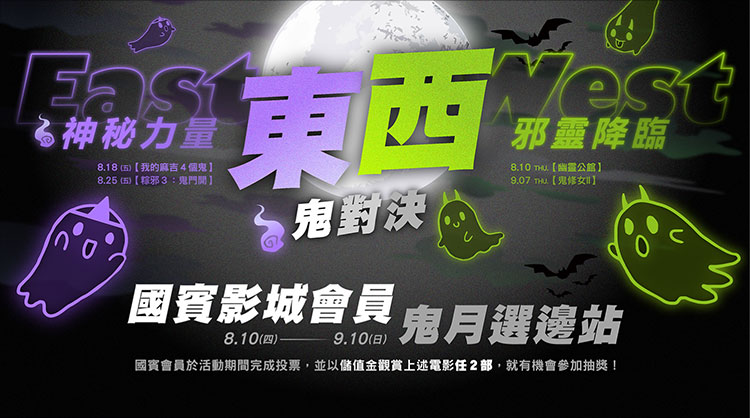 East
West
東西
鬼對決
神秘力量
8.18 (五)【我的麻吉4個鬼】
8.25 (五)【粽邪3:鬼門開】
邪靈降臨
8.10 THU.【幽靈公館】
9.07 THU.【鬼修女II】
國賓影城會員
8.10(四)——9.10(日)
鬼月選邊站
國賓會員於活動期間完成投票,並以儲值金觀賞上述電影任2部,就有機會參加抽獎!